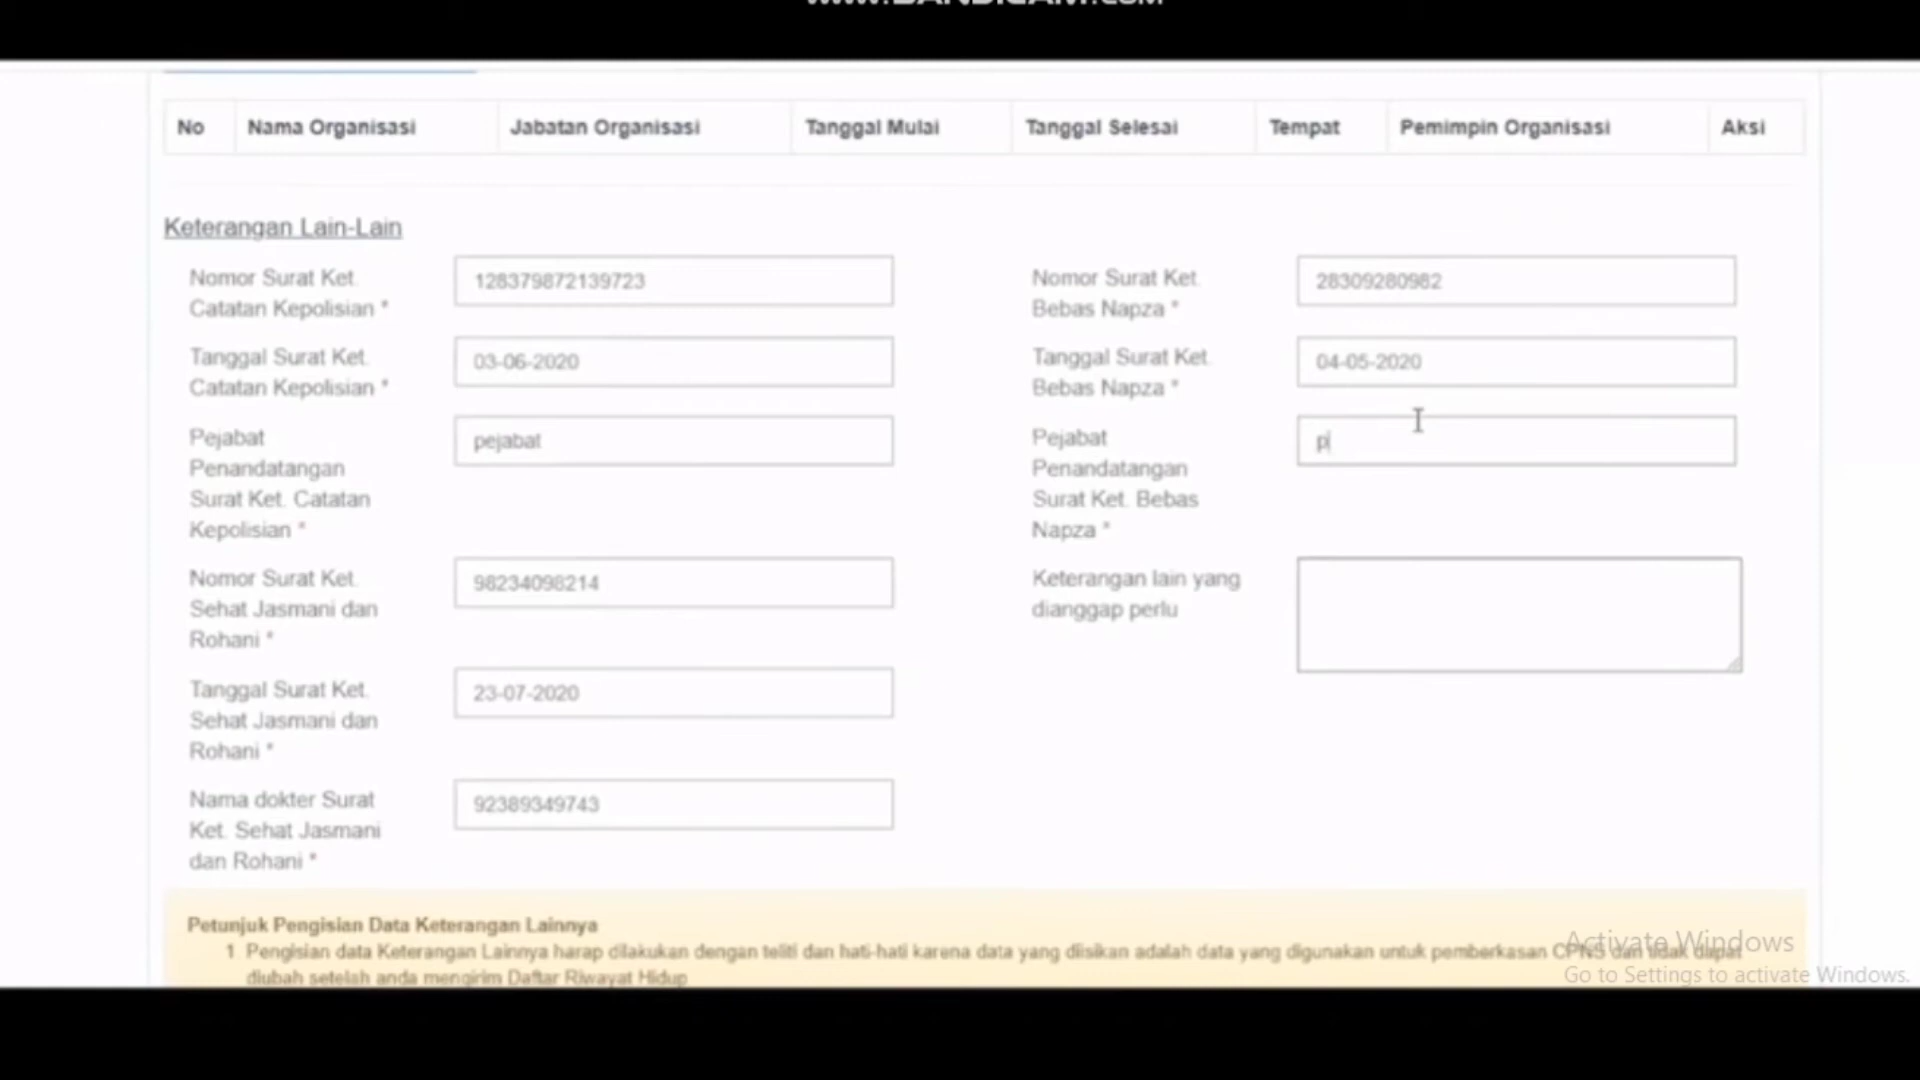 www.BANDICAM.com
No Nama Organisasi Jabatan Organisasi Tanggal Mulai Tanggal Selesai Tempat Pemimpin Organisasi Aksi
Keterangan Lain-Lain
Nomor Surat Ket.
Catatan Kepolisian *
128379872139723
Tanggal Surat Ket.
Catatan Kepolisian *
03-06-2020
Pejabat
Penandatangan
Surat Ket. Catatan
Kepolisian *
pejabat
Nomor Surat Ket.
Sehat Jasmani dan
Rohani *
98234098214
Tanggal Surat Ket.
Sehat Jasmani dan
Rohani *
23-07-2020
Nama dokter Surat
Ket. Sehat Jasmani
dan Rohani *
92389349743
Nomor Surat Ket.
Bebas Napza *
28309280982
Tanggal Surat Ket.
Bebas Napza *
04-05-2020
Pejabat
Penandatangan
Surat Ket. Bebas
Napza *
p
Keterangan lain yang
dianggap perlu
Petunjuk Pengisian Data Keterangan Lainnya
1 Pengisian data Keterangan Lainnya harap dilakukan dengan teliti dan hati-hati karena data yang diisikan adalah data yang digunakan untuk pemberkasan CPNS dan tidak dapat
diubah setelah anda mengirim Daftar Riwayat Hidup
Activate Windows
Go to Settings to activate Windows.